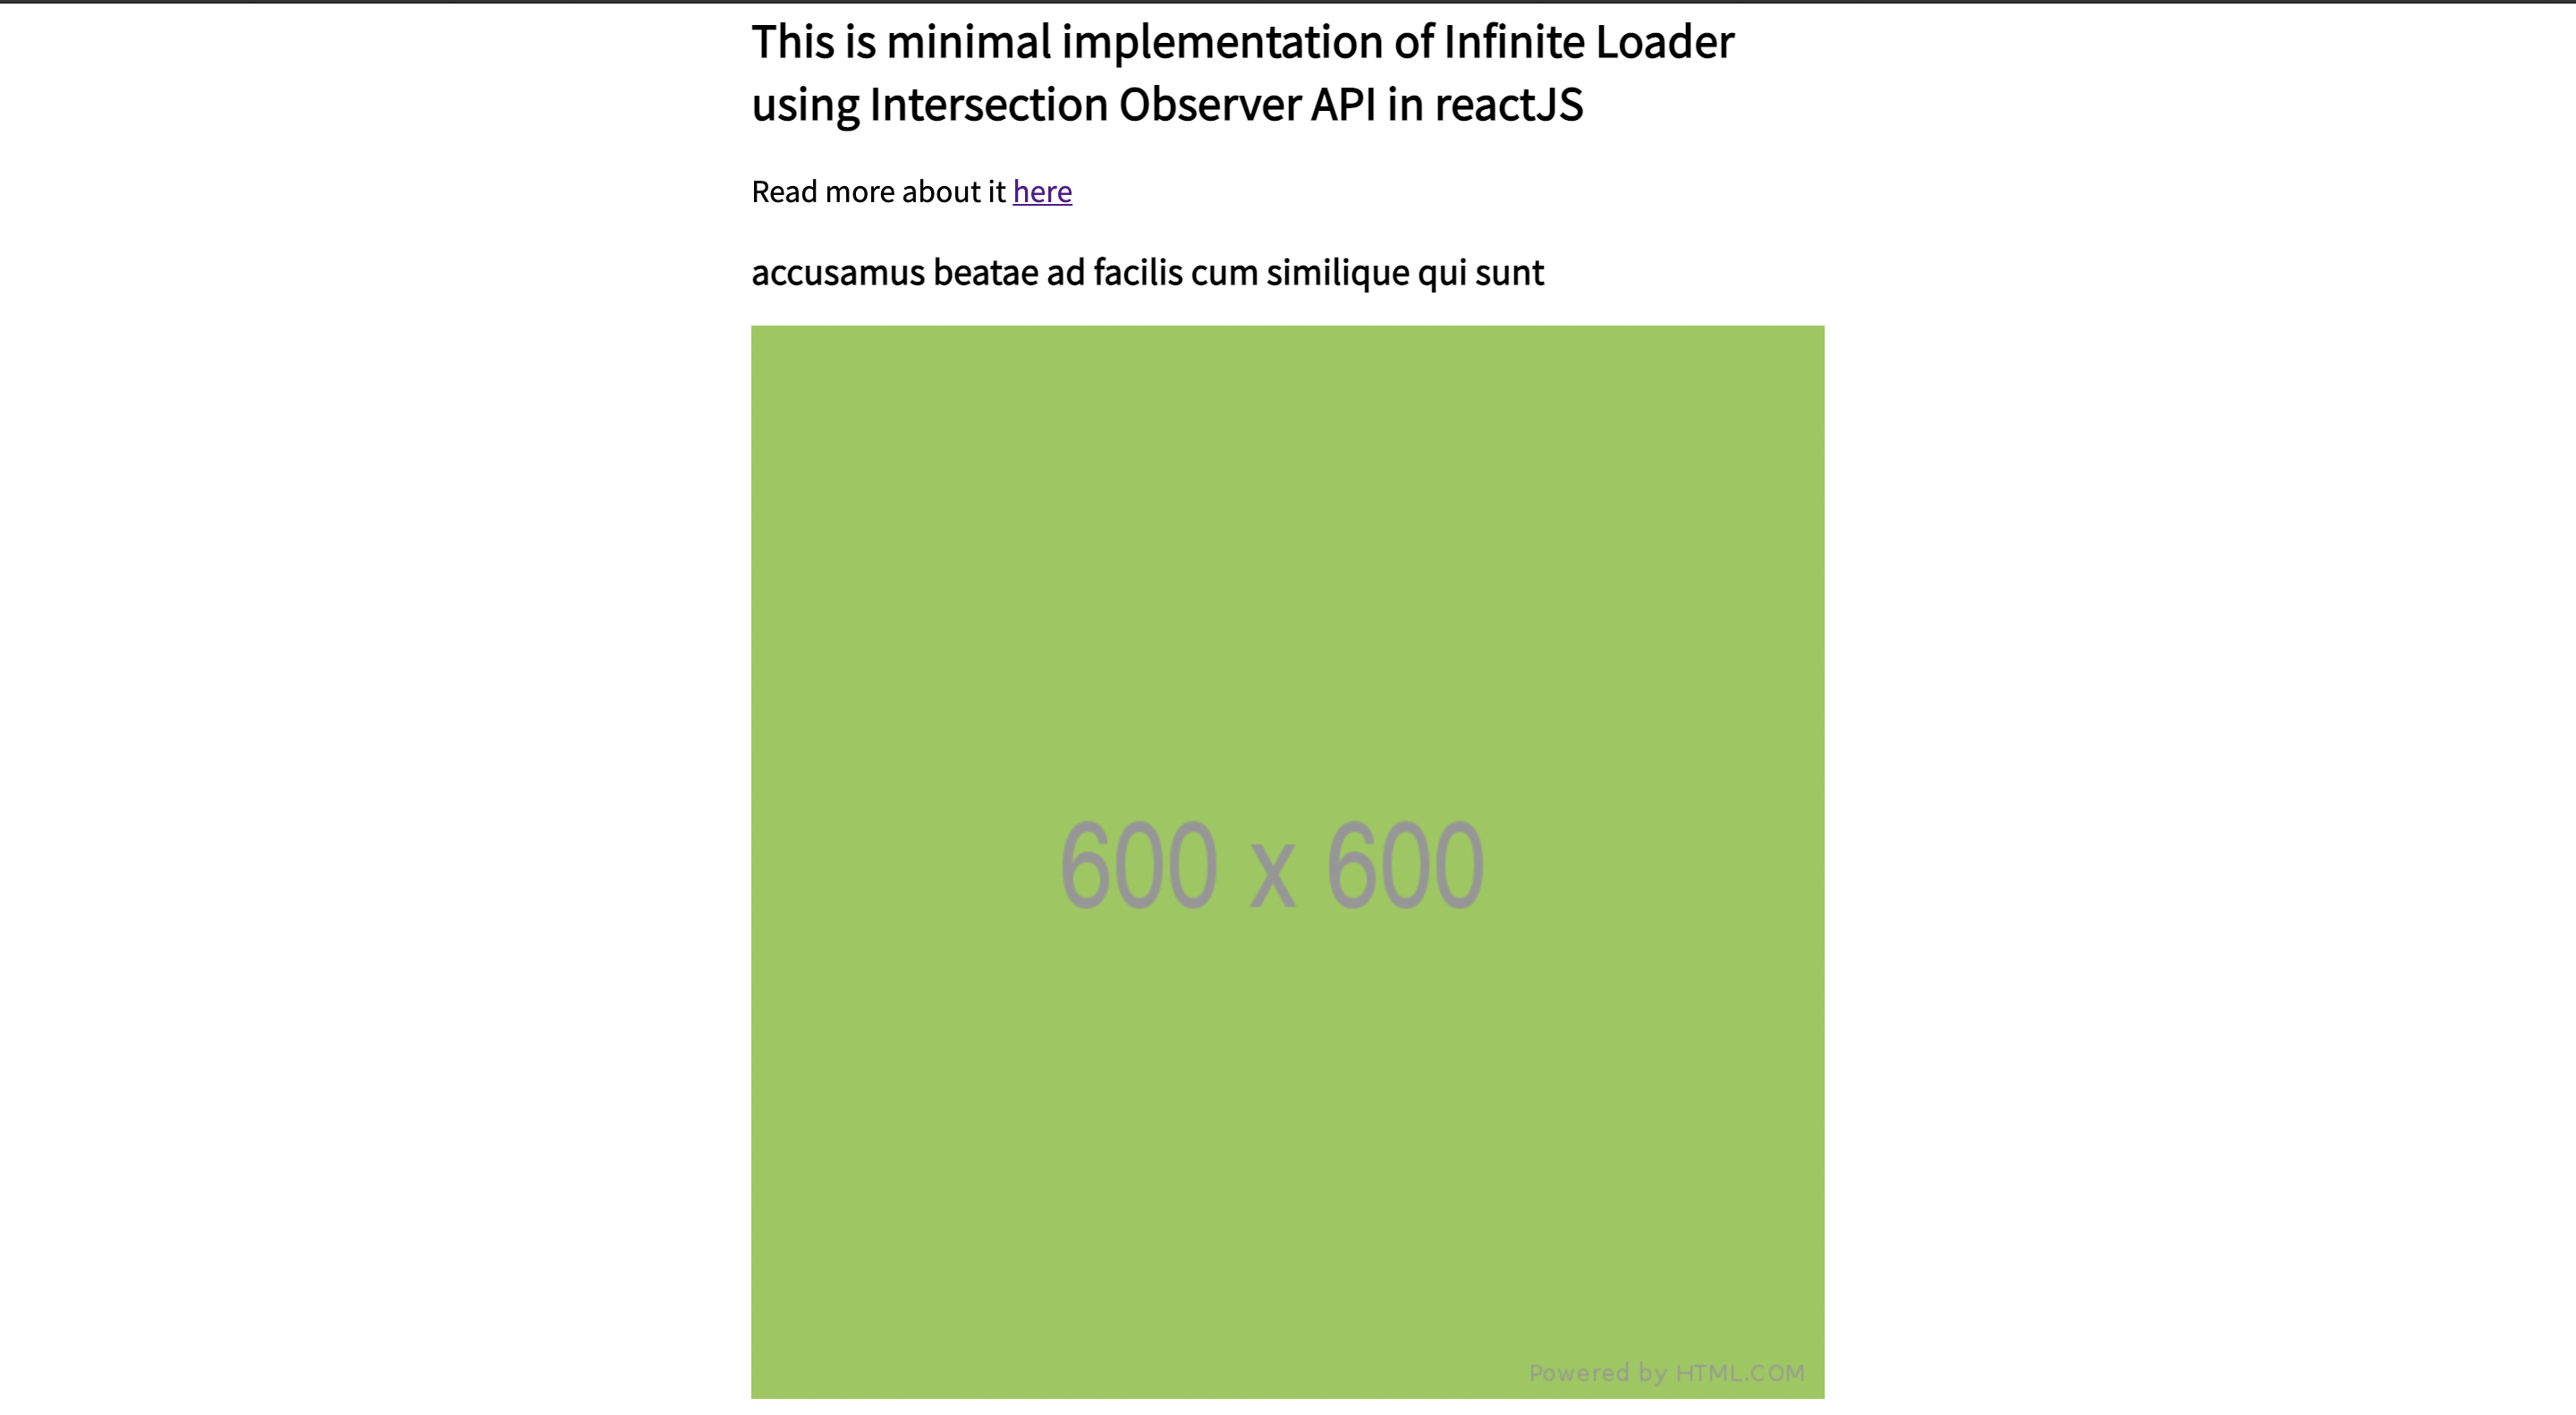 This is minimal implementation of Infinite Loader
using Intersection Observer API in reactJS
Read more about it here
accusamus beatae ad facilis cum similique qui sunt
600 x 600
Powered by HTML.COM